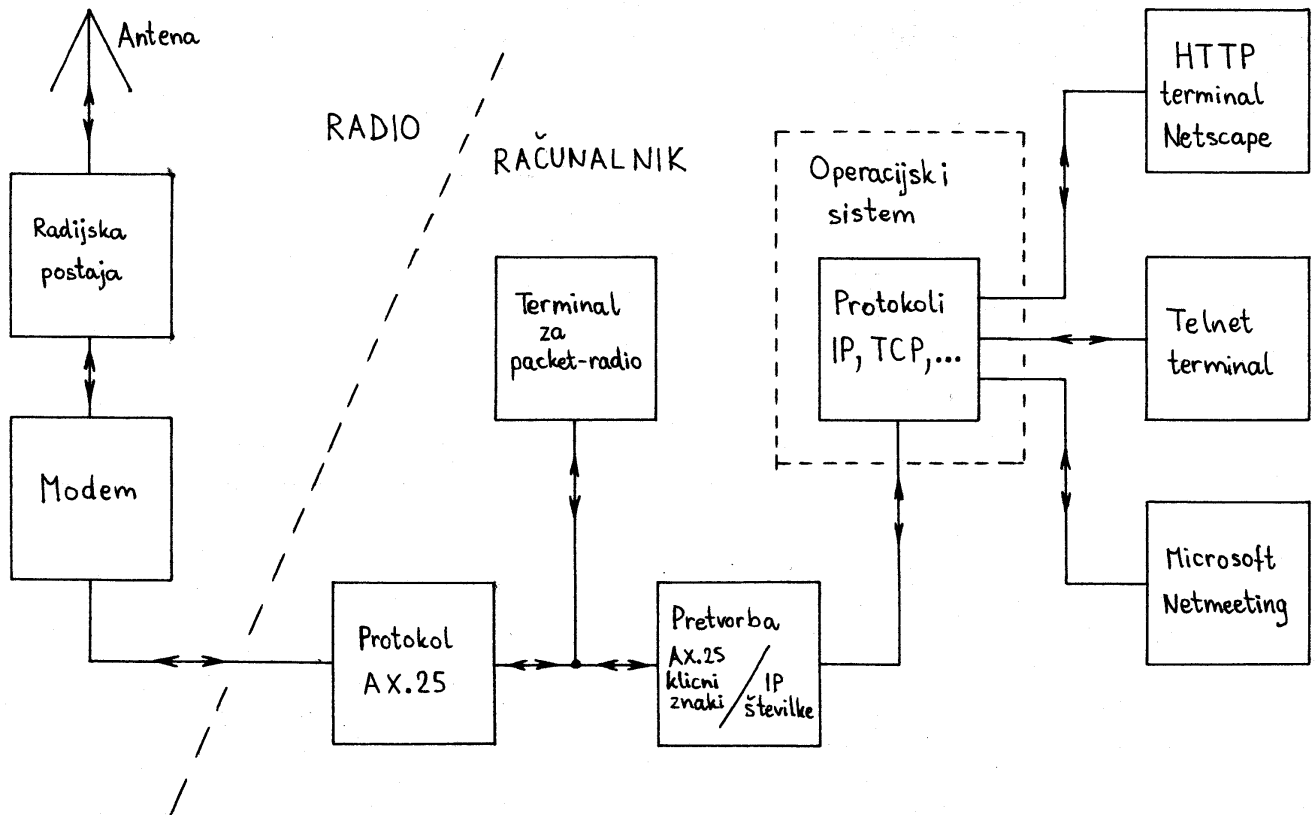 Antena
RADIO
RAČUNALNIK
Radijska
postaja
Modem
Protokol
AX.25
Terminal
za
packet-radio
Pretvorba
AX.25
klicni
znaki
/ IP
številke
Operacijski
sistem
Protokoli
IP, TCP,...
HTTP
terminal
Netscape
Telnet
terminal
Microsoft
Netmeeting